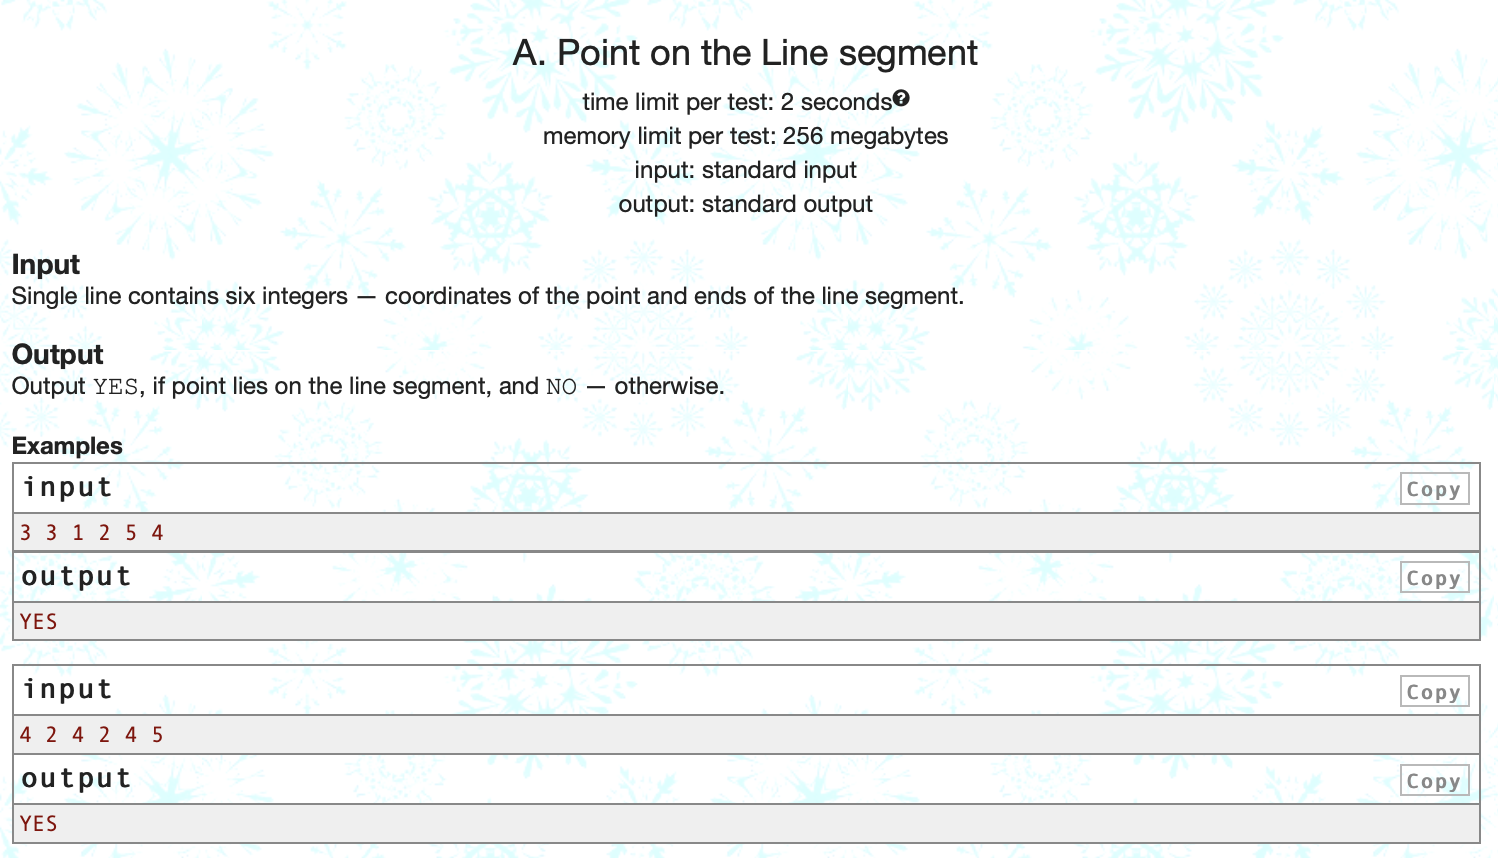 A. Point on the Line segment
time limit per test: 2 seconds?
memory limit per test: 256 megabytes
input: standard input
output: standard output
Input
Single line contains six integers — coordinates of the point and ends of the line segment.
Output
Output YES, if point lies on the line segment, and NO — otherwise.
Examples
input Copy
3 3 1 2 5 4
output Copy
YES
input Copy
4 2 4 2 4 5
output Copy
YES